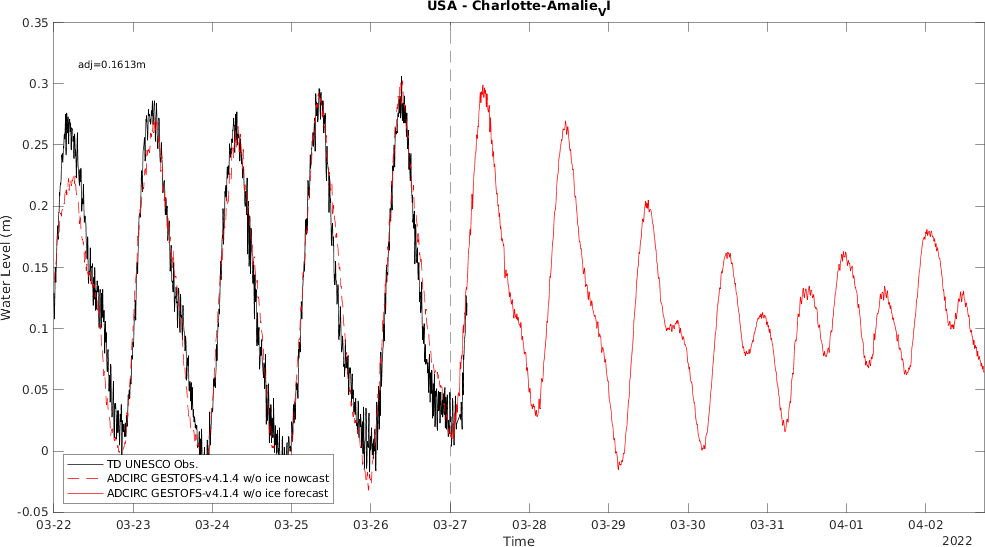 USA - Charlotte-AmalieVI
adj=0.1613m
0.35
0.3
0.25
0.2
0.15
0.1
0.05
0
-0.05
Water Level (m)
TD UNESCO Obs.
ADCIRC GESTOFS-v4.1.4 w/o ice nowcast
ADCIRC GESTOFS-v4.1.4 w/o ice forecast
03-22 03-23 03-24 03-25 03-26 03-27 03-28 03-29 03-30 03-31 04-01 04-02
Time
2022